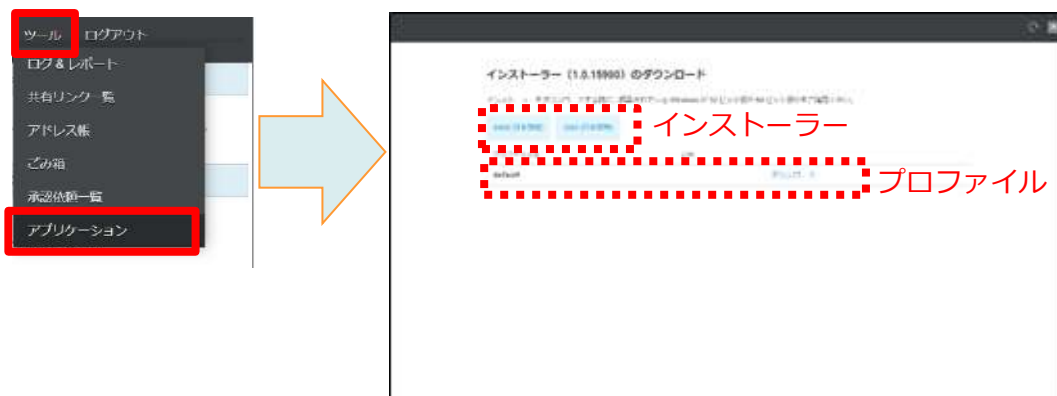 ツール ログアウト
ログ&レポート
共有リンク一覧
アドレス帳
ごみ箱
承認依頼一覧
アプリケーション
インストーラー (1.0.15900) のダウンロード
インストーラー
default
プロファイル